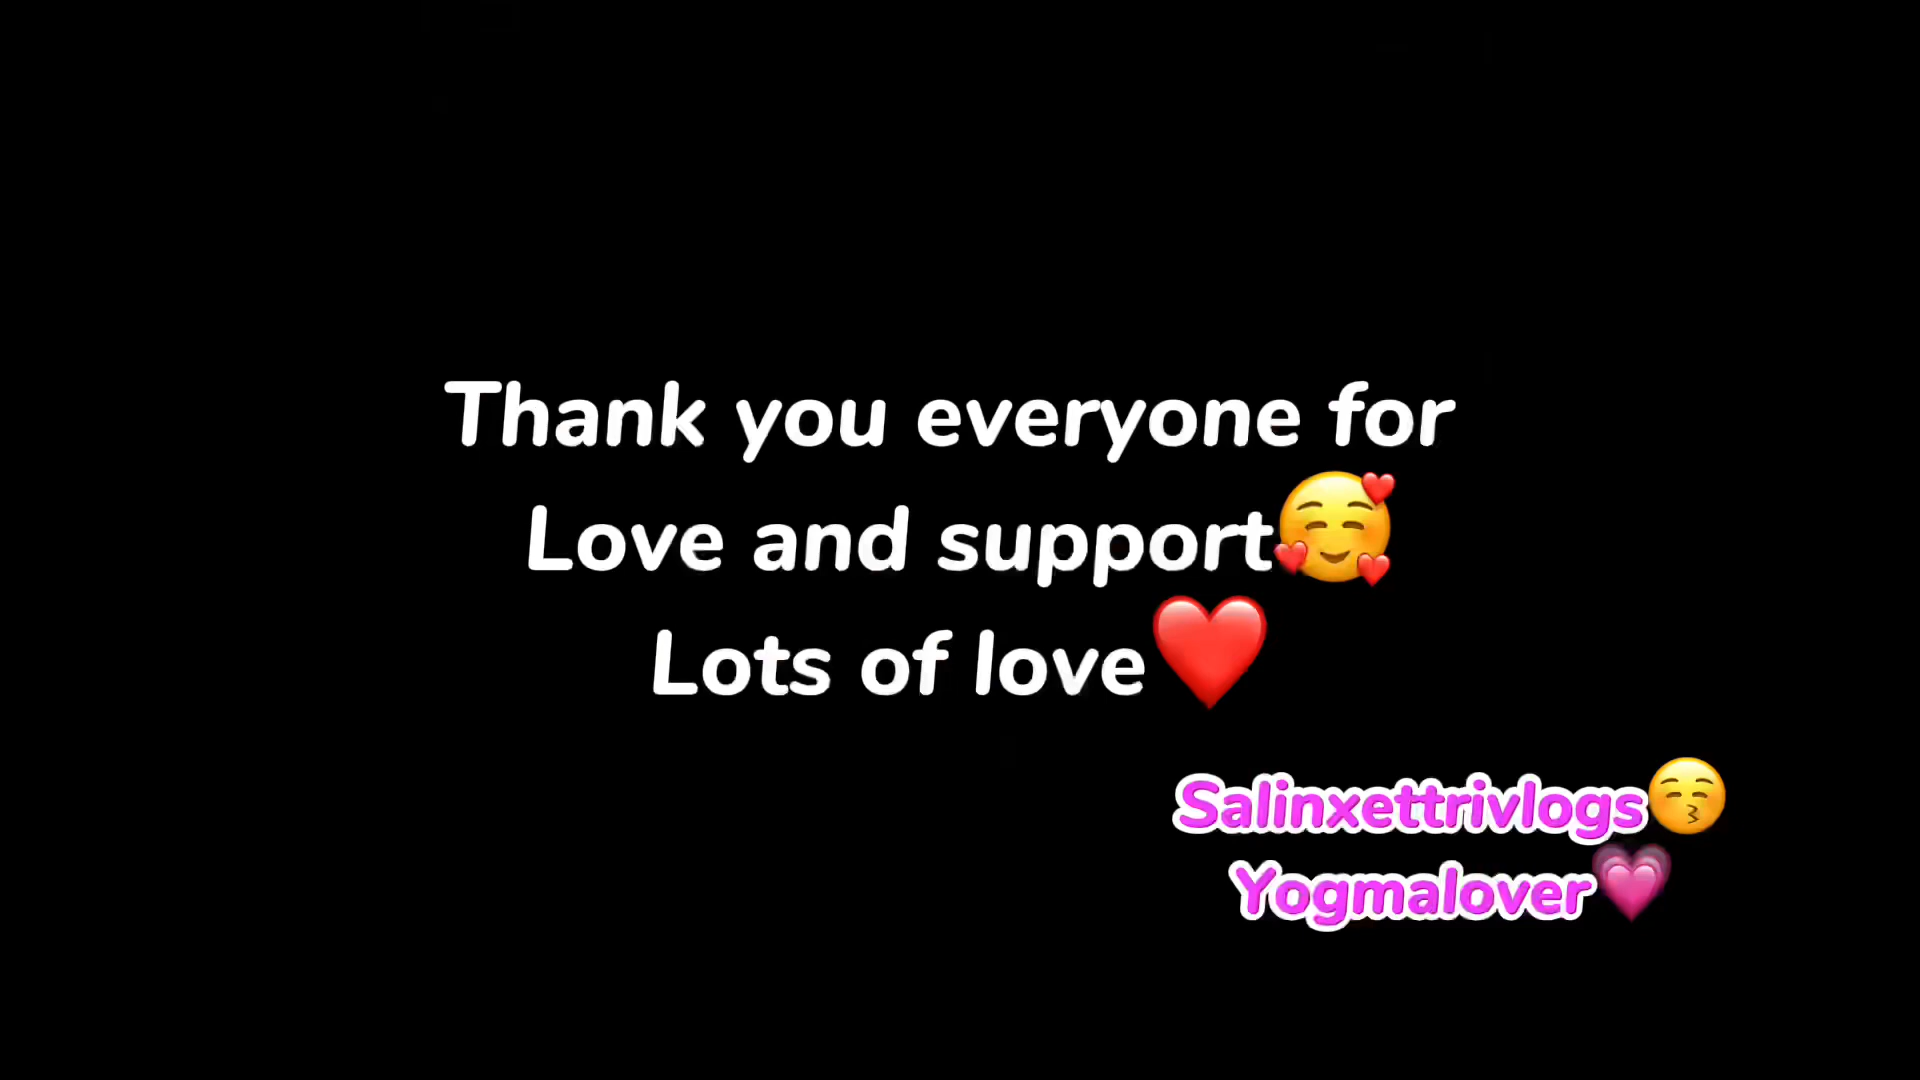 Thank you everyone for
Love and support🥰
Lots of love❤️
Salinxettrivlogs😚
Yogmalover💗